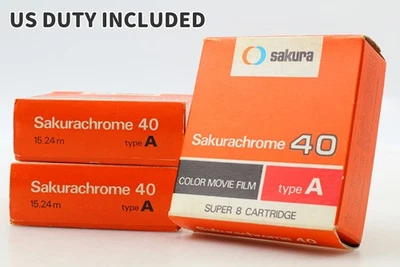 US DUTY INCLUDED
sakura
Sakurachrome 40
COLOR MOVIE FILM
type A
SUPER 8 CARTRIDGE
Sakurachrome 40
15.24m type A
Sakurachrome 40
15.24m type A